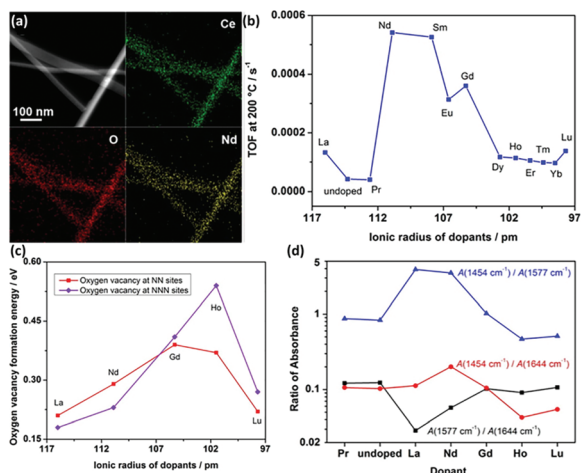 (a)
Ce
100 nm
O
Nd
(b)
TOF at 200 °C / s⁻¹
0.0006
0.0004
0.0002
0.0000
La
undoped
Pr
Nd
Sm
Eu
Gd
Dy
Ho
Er
Tm
Yb
Lu
117 112 107 102 97
Ionic radius of dopants / pm
(c)
Oxygen vacancy formation energy / eV
0.60
0.45
0.30
0.15
Oxygen vacancy at NN sites
Oxygen vacancy at NNN sites
La
Nd
Gd
Ho
Lu
117 112 107 102 97
Ionic radius of dopants / pm
(d)
Ratio of Absorbance
5
1
0.1
0.02
A(1454 cm⁻¹) / A(1577 cm⁻¹)
A(1454 cm⁻¹) / A(1644 cm⁻¹)
A(1577 cm⁻¹) / A(1644 cm⁻¹)
Pr undoped La Nd Gd Ho Lu
Dopant